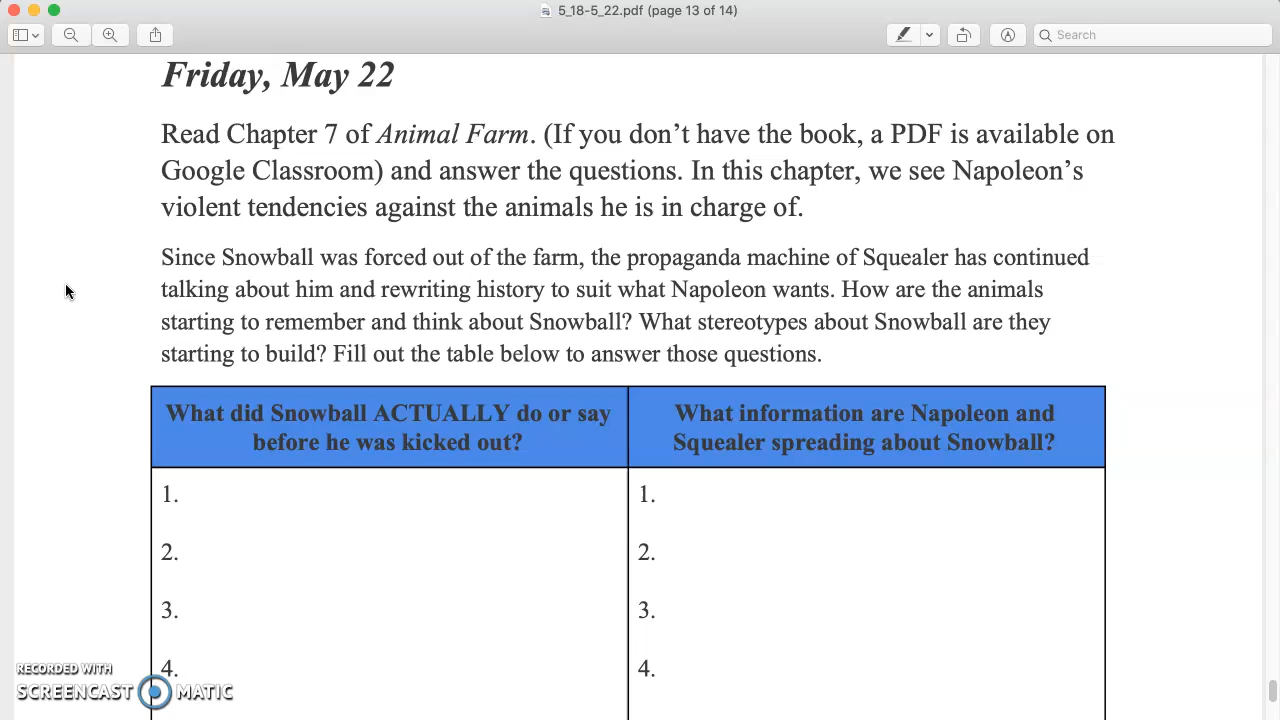 5_18-5_22.pdf (page 13 of 14)
Search
Friday, May 22
Read Chapter 7 of Animal Farm. (If you don’t have the book, a PDF is available on
Google Classroom) and answer the questions. In this chapter, we see Napoleon’s
violent tendencies against the animals he is in charge of.
Since Snowball was forced out of the farm, the propaganda machine of Squealer has continued
talking about him and rewriting history to suit what Napoleon wants. How are the animals
starting to remember and think about Snowball? What stereotypes about Snowball are they
starting to build? Fill out the table below to answer those questions.
What did Snowball ACTUALLY do or say
before he was kicked out?
What information are Napoleon and
Squealer spreading about Snowball?
1.
2.
3.
4.
1.
2.
3.
4.
RECORDED WITH
SCREENCAST MATIC